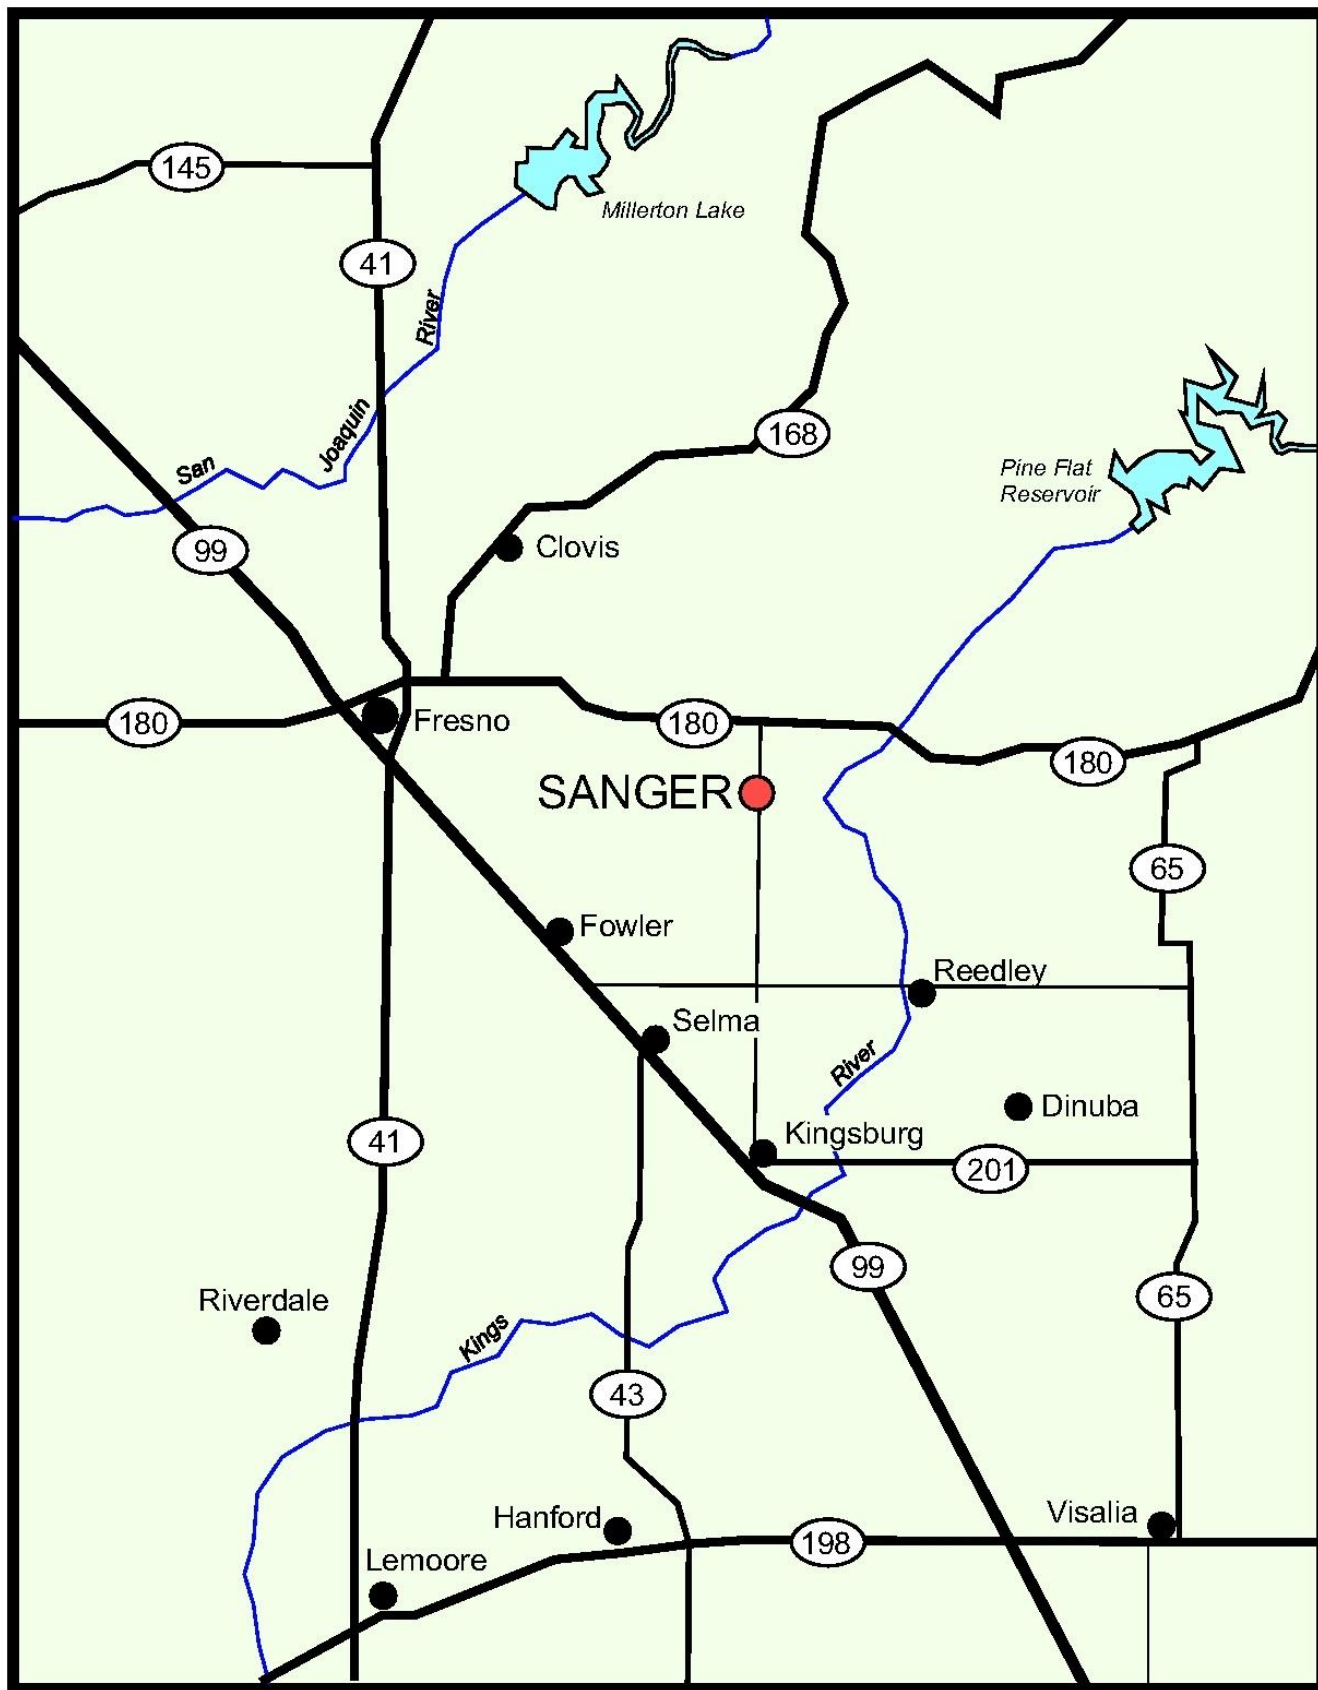 145
Millerton Lake
41
River
Joaquin
San
168
Pine Flat
Reservoir
99
Clovis
180
Fresno
180
180
SANGER
65
Fowler
Reedley
Selma
River
Dinuba
Kingsburg
41
201
99
65
Riverdale
Kings
43
Hanford
Visalia
198
Lemoore